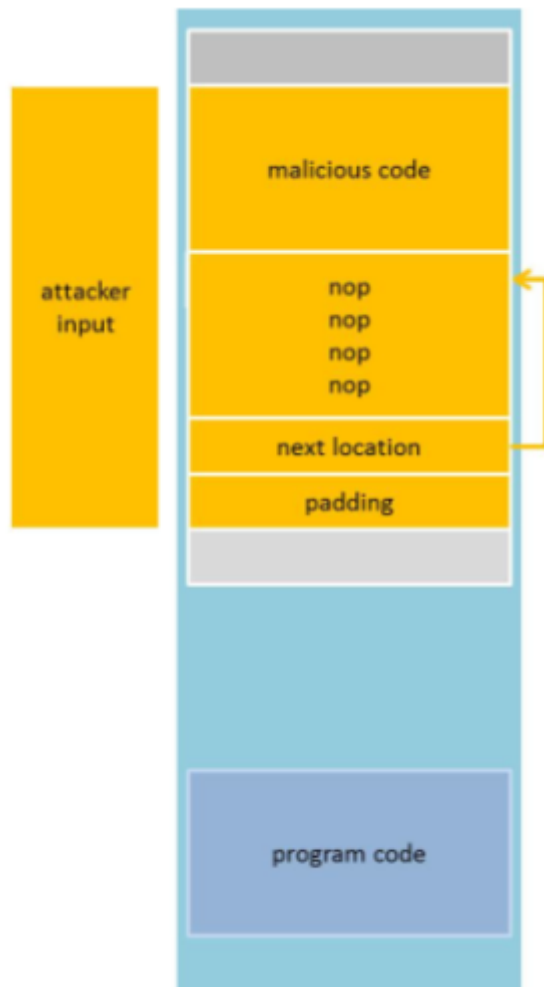 malicious code
attacker
input
nop
nop
nop
nop
next location
padding
program code